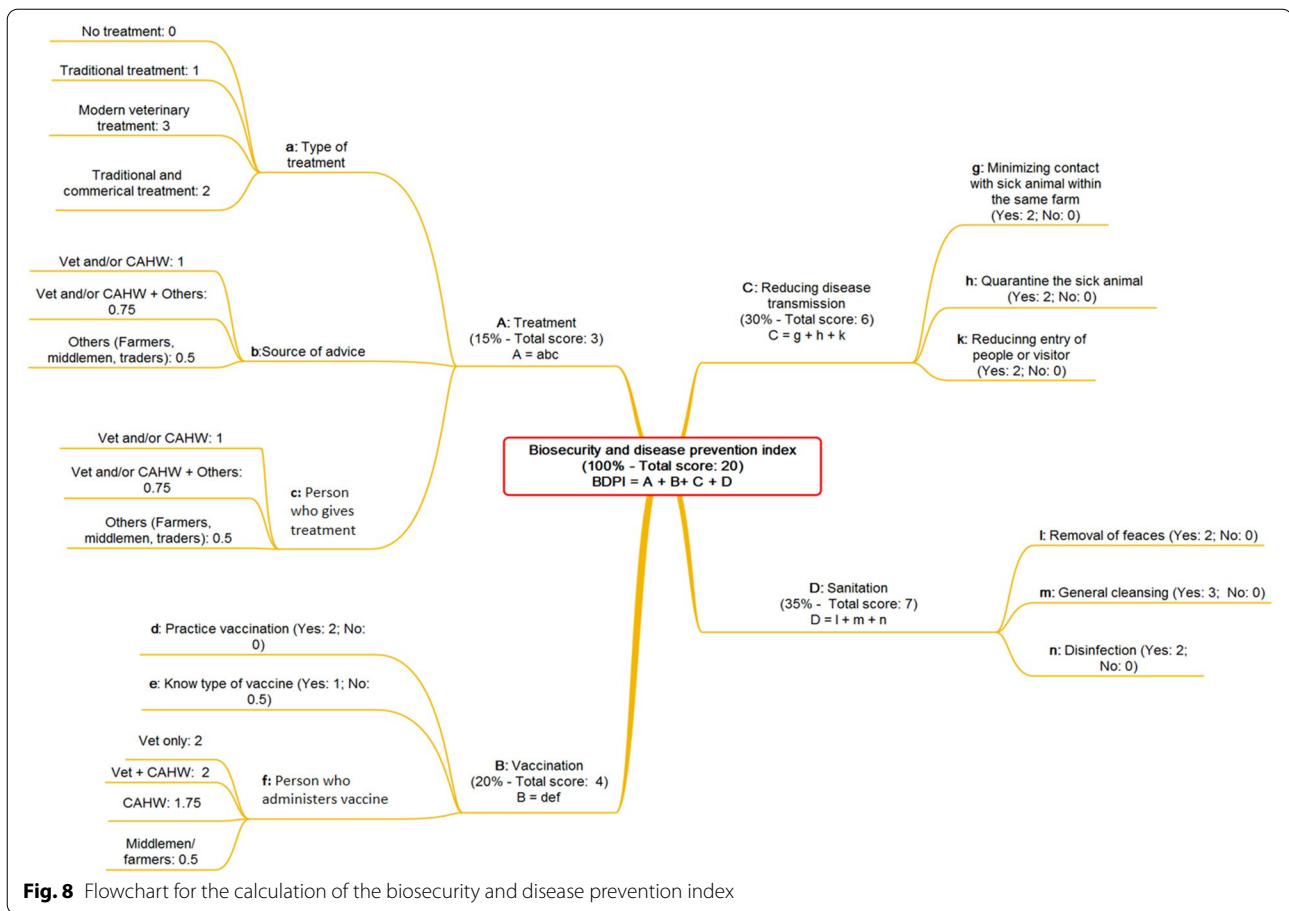 No treatment: 0
Traditional treatment: 1
Modern veterinary
treatment: 3
Traditional and
commerical treatment: 2
a: Type of
treatment
Vet and/or CAHW: 1
Vet and/or CAHW + Others:
0.75
Others (Farmers,
middlemen, traders): 0.5
b:Source of advice
Vet and/or CAHW: 1
Vet and/or CAHW + Others:
0.75
Others (Farmers,
middlemen, traders): 0.5
c: Person
who gives
treatment
A: Treatment
(15% - Total score: 3)
A = abc
d: Practice vaccination (Yes: 2; No:
0)
e: Know type of vaccine (Yes: 1; No:
0.5)
Vet only: 2
Vet + CAHW: 2
CAHW: 1.75
Middlemen/
farmers: 0.5
f: Person who
administers vaccine
B: Vaccination
(20% - Total score: 4)
B = def
Biosecurity and disease prevention index
(100% - Total score: 20)
BDPI = A + B+ C + D
C: Reducing disease
transmission
(30% - Total score: 6)
C = g + h + k
g: Minimizing contact
with sick animal within
the same farm
(Yes: 2; No: 0)
h: Quarantine the sick animal
(Yes: 2; No: 0)
k: Reducinng entry of
people or visitor
(Yes: 2; No: 0)
D: Sanitation
(35% - Total score: 7)
D = l + m + n
l: Removal of feaces (Yes: 2; No: 0)
m: General cleansing (Yes: 3; No: 0)
n: Disinfection (Yes: 2;
No: 0)
Fig. 8 Flowchart for the calculation of the biosecurity and disease prevention index